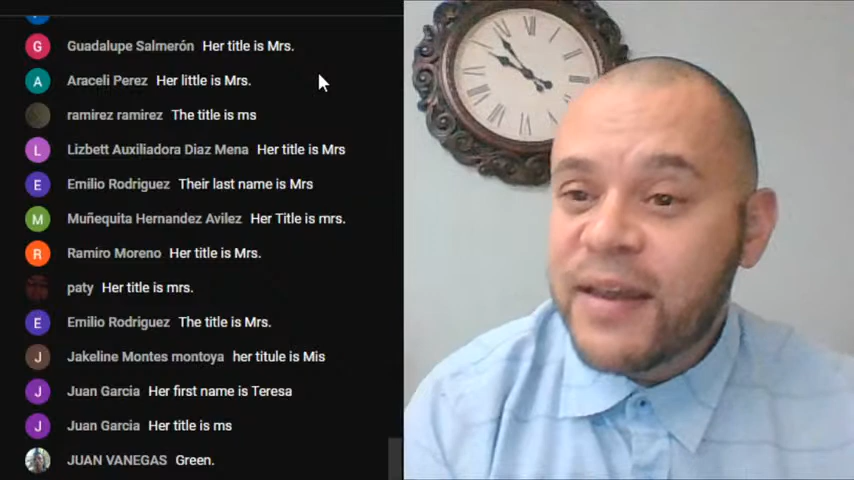 G Guadalupe Salmerón Her title is Mrs.
A Araceli Perez Her little is Mrs.
ramirez ramirez The title is ms
L Lizbett Auxiliadora Diaz Mena Her title is Mrs
E Emilio Rodriguez Their last name is Mrs
M Muñequita Hernandez Avilez Her Title is mrs.
R Ramiro Moreno Her title is Mrs.
paty Her title is mrs.
E Emilio Rodriguez The title is Mrs.
J Jakeline Montes montoya her titule is Mis
J Juan Garcia Her first name is Teresa
J Juan Garcia Her title is ms
JUAN VANEGAS Green.